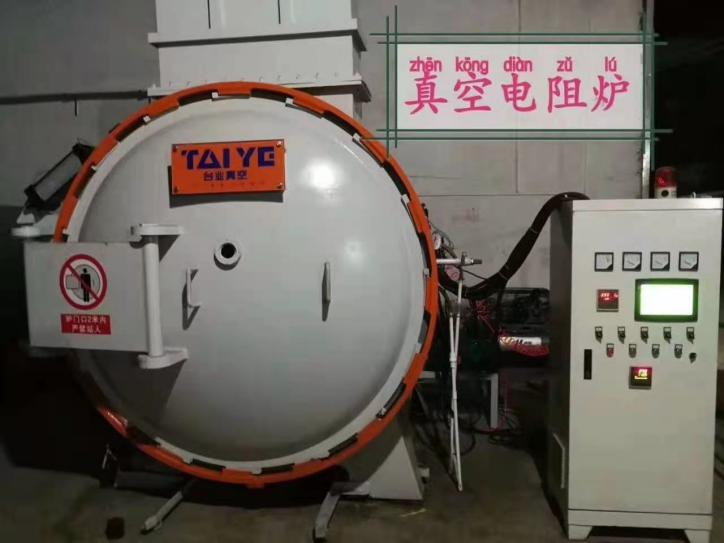 zhēn kōng diàn zǔ lú
真空电阻炉
TAIYE
台业真空
炉门口2米内
严禁站人